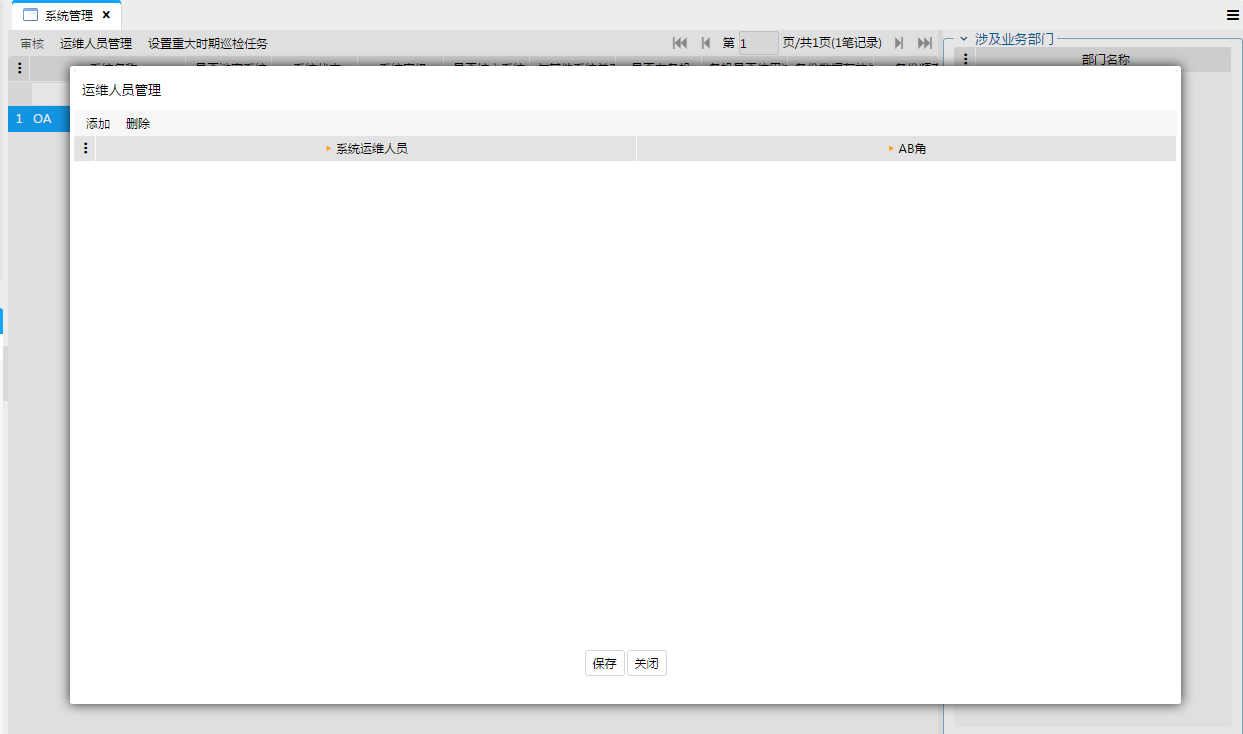 系统管理
审核 运维人员管理 设置重大时期巡检任务 第 1 页/共1页(1笔记录)
涉及业务部门
部门名称
运维人员管理
添加 删除
系统运维人员 AB角
1 OA
保存 关闭